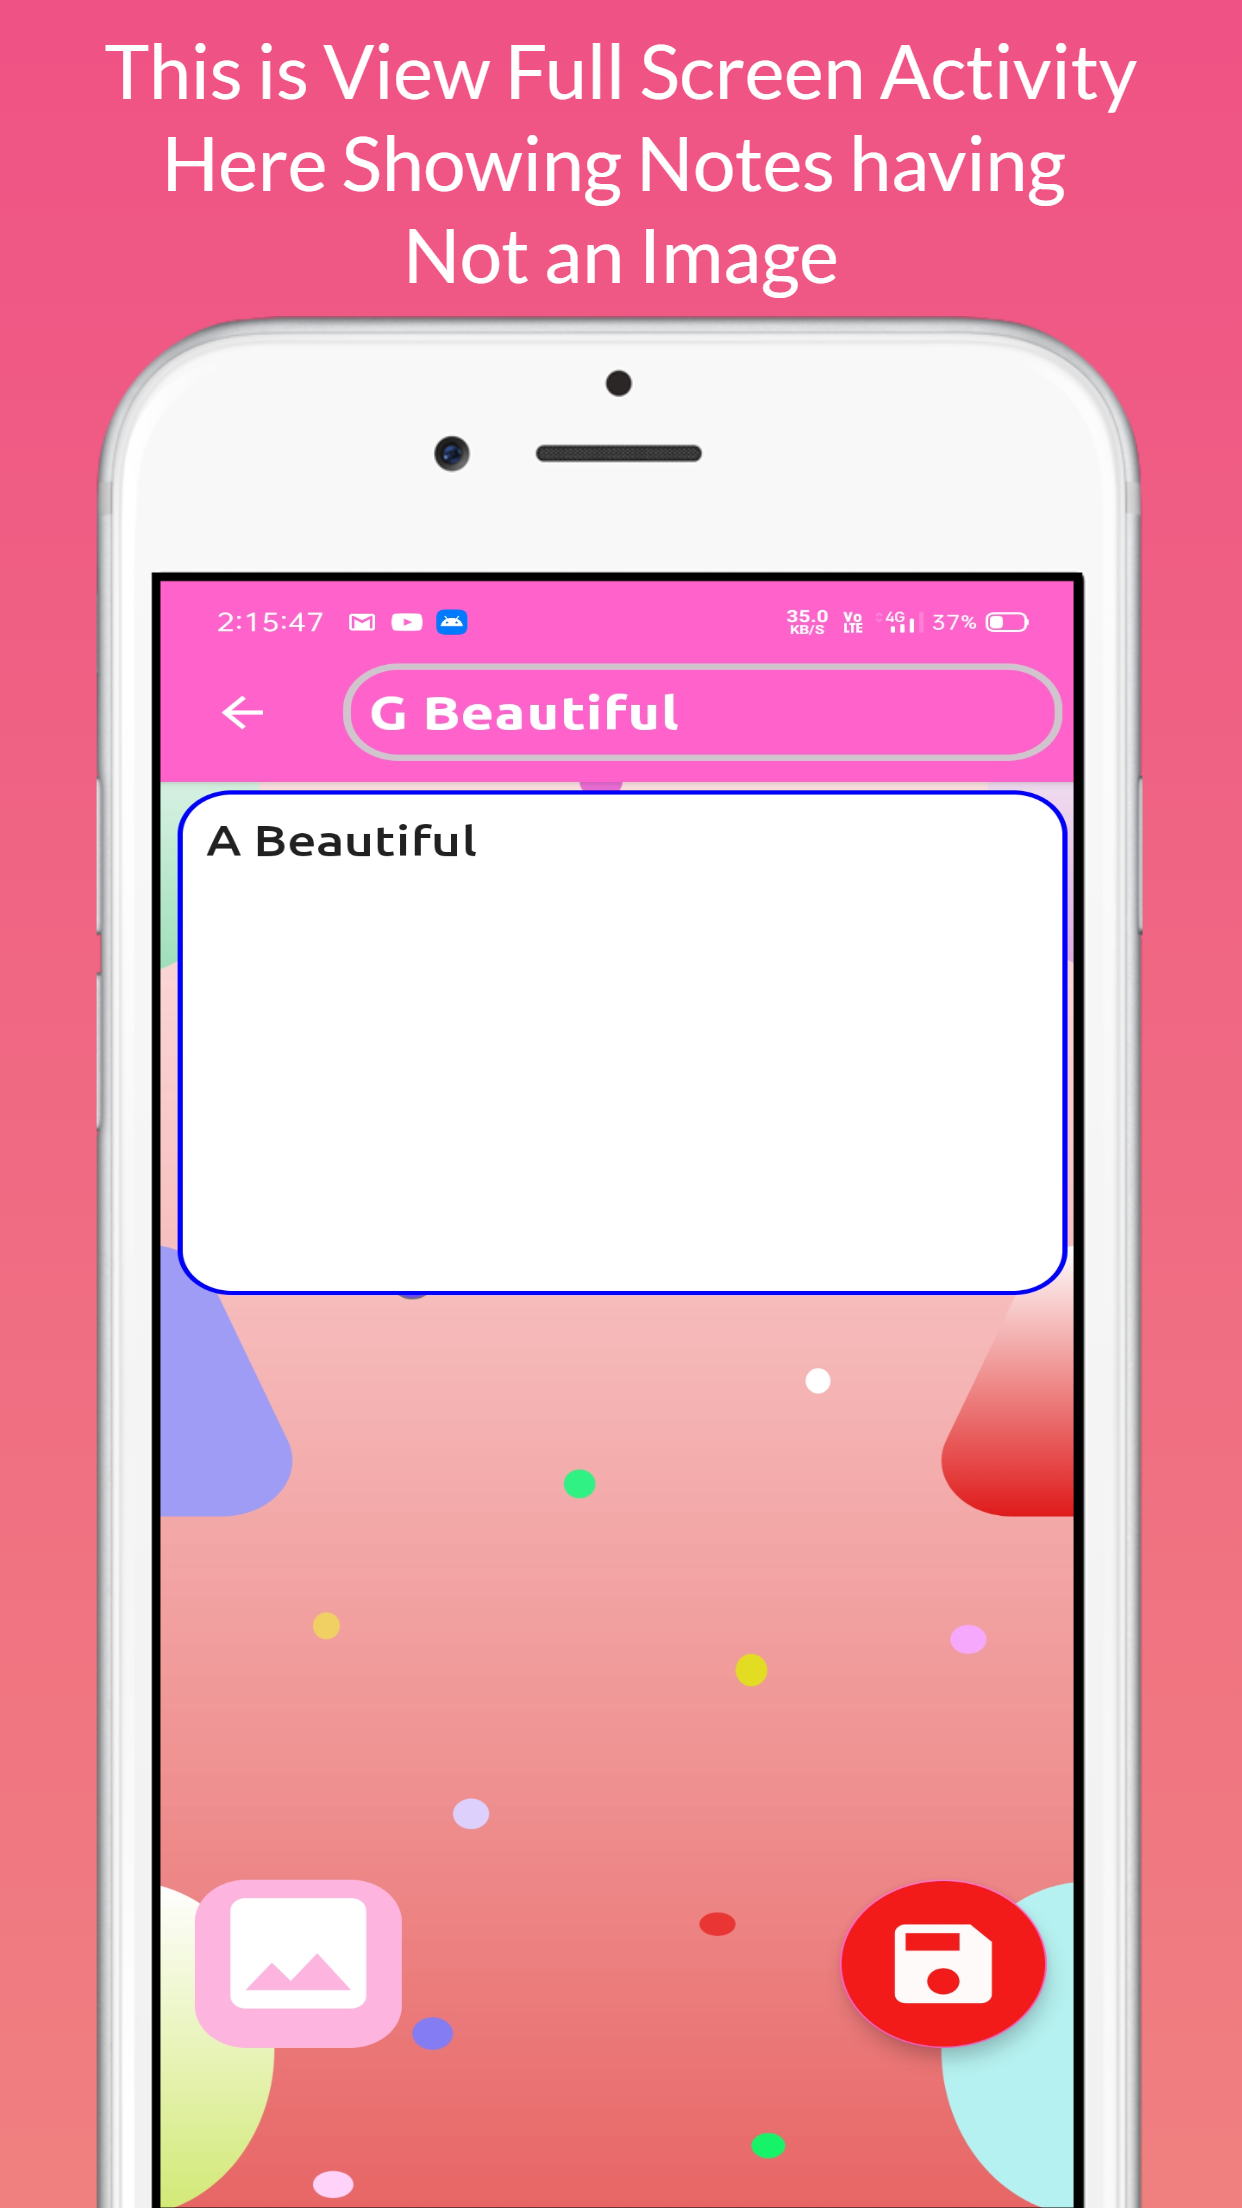 This is View Full Screen Activity
Here Showing Notes having
Not an Image
2:15:47 35.0 KB/S Vo LTE 4G 37%
G Beautiful
A Beautiful